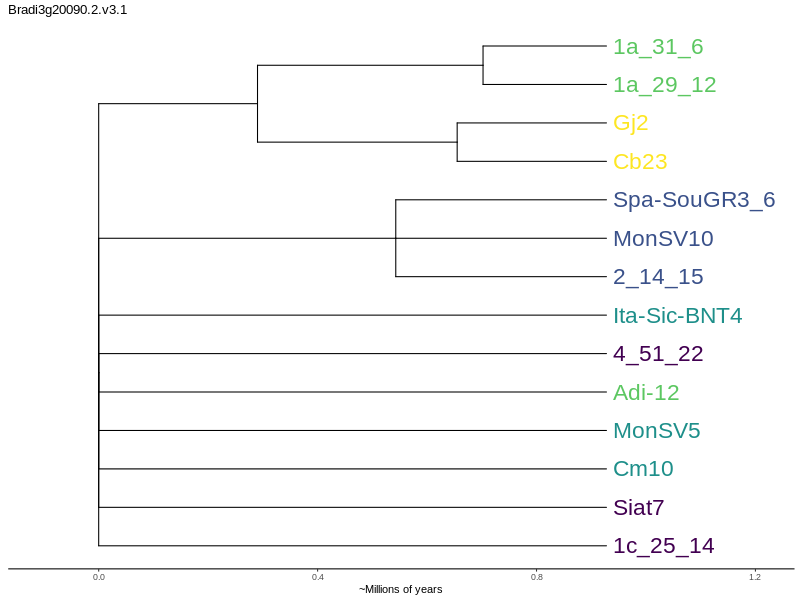 Bradi3g20090.2.v3.1
1a_31_6
1a_29_12
Gj2
Cb23
Spa-SouGR3_6
MonSV10
2_14_15
Ita-Sic-BNT4
4_51_22
Adi-12
MonSV5
Cm10
Siat7
1c_25_14
0.0 0.4 0.8 1.2
~Millions of years